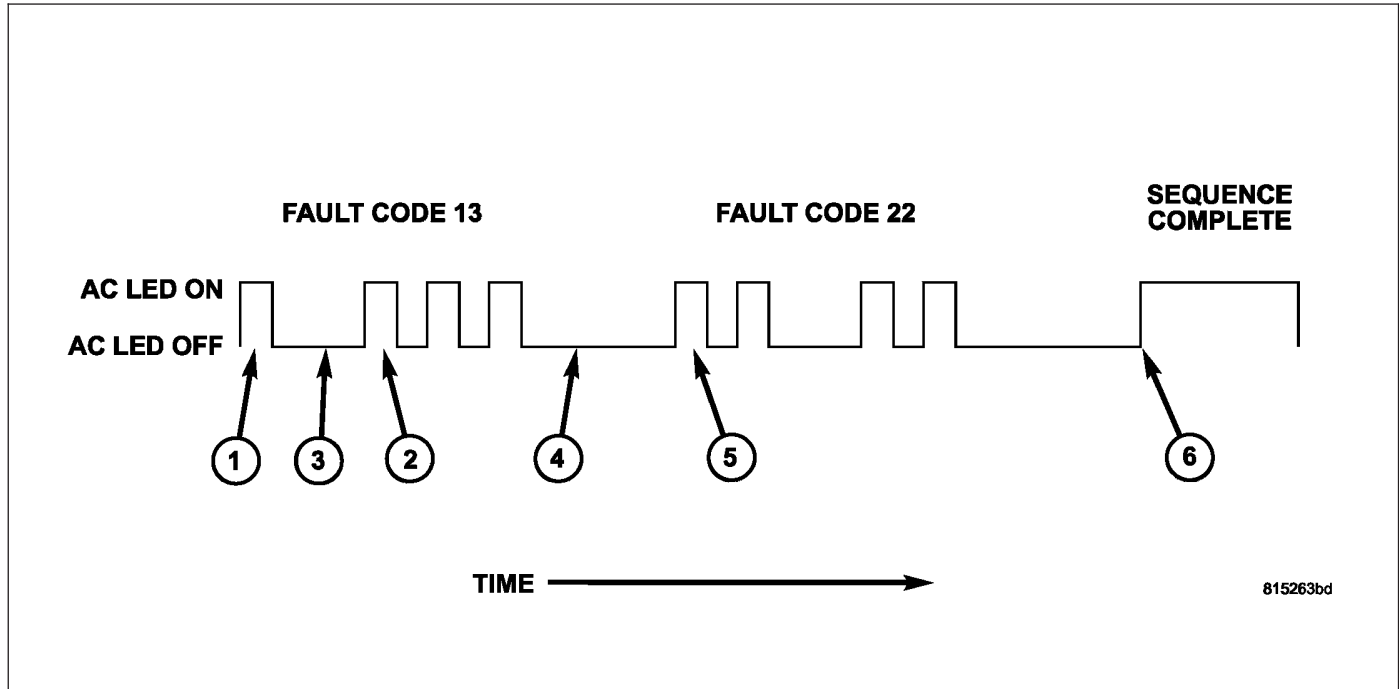 FAULT CODE 13
FAULT CODE 22
SEQUENCE
COMPLETE
AC LED ON
AC LED OFF
1
3
2
4
5
6
TIME
815263bd